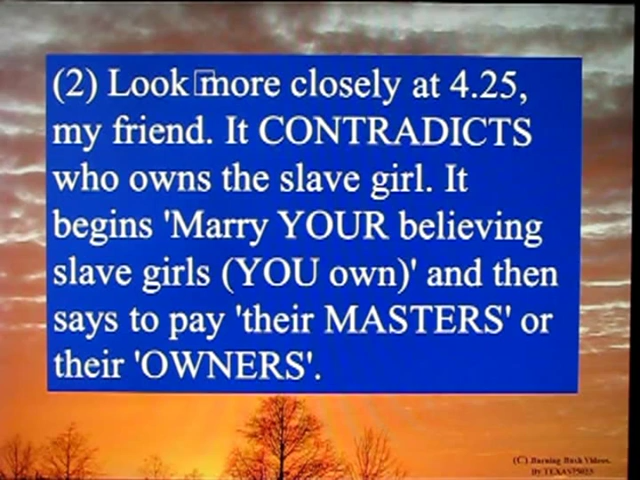 (2) Look more closely at 4.25,
my friend. It CONTRADICTS
who owns the slave girl. It
begins 'Marry YOUR believing
slave girls (YOU own)' and then
says to pay 'their MASTERS' or
their 'OWNERS'.
(C) Burning Bush Videos.
By TEXAS75023